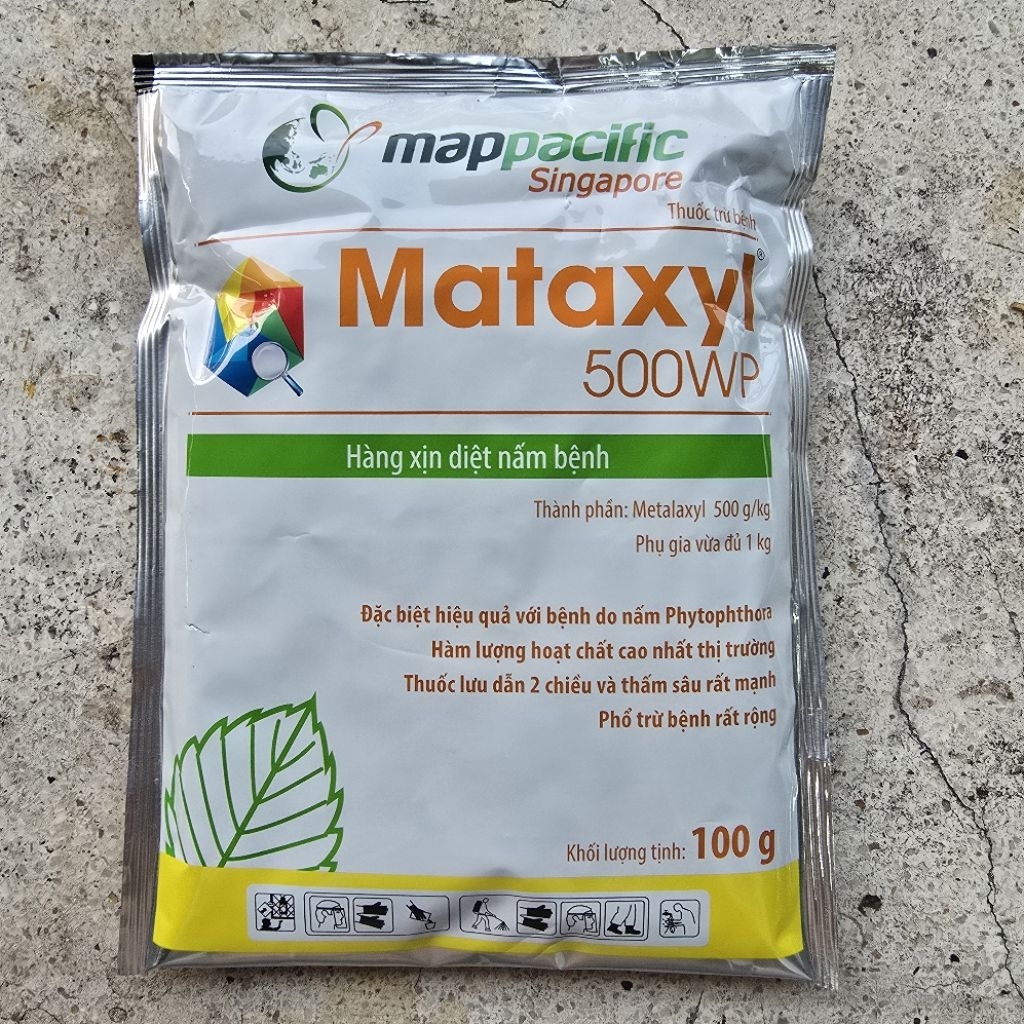 mappacific
Singapore
Thuốc trừ bệnh
Mataxyl®
500WP
Hàng xịn diệt nấm bệnh
Thành phần: Metalaxyl 500 g/kg
Phụ gia vừa đủ 1 kg
Đặc biệt hiệu quả với bệnh do nấm Phytophthora
Hàm lượng hoạt chất cao nhất thị trường
Thuốc lưu dẫn 2 chiều và thấm sâu rất mạnh
Phổ trừ bệnh rất rộng
Khối lượng tịnh: 100 g